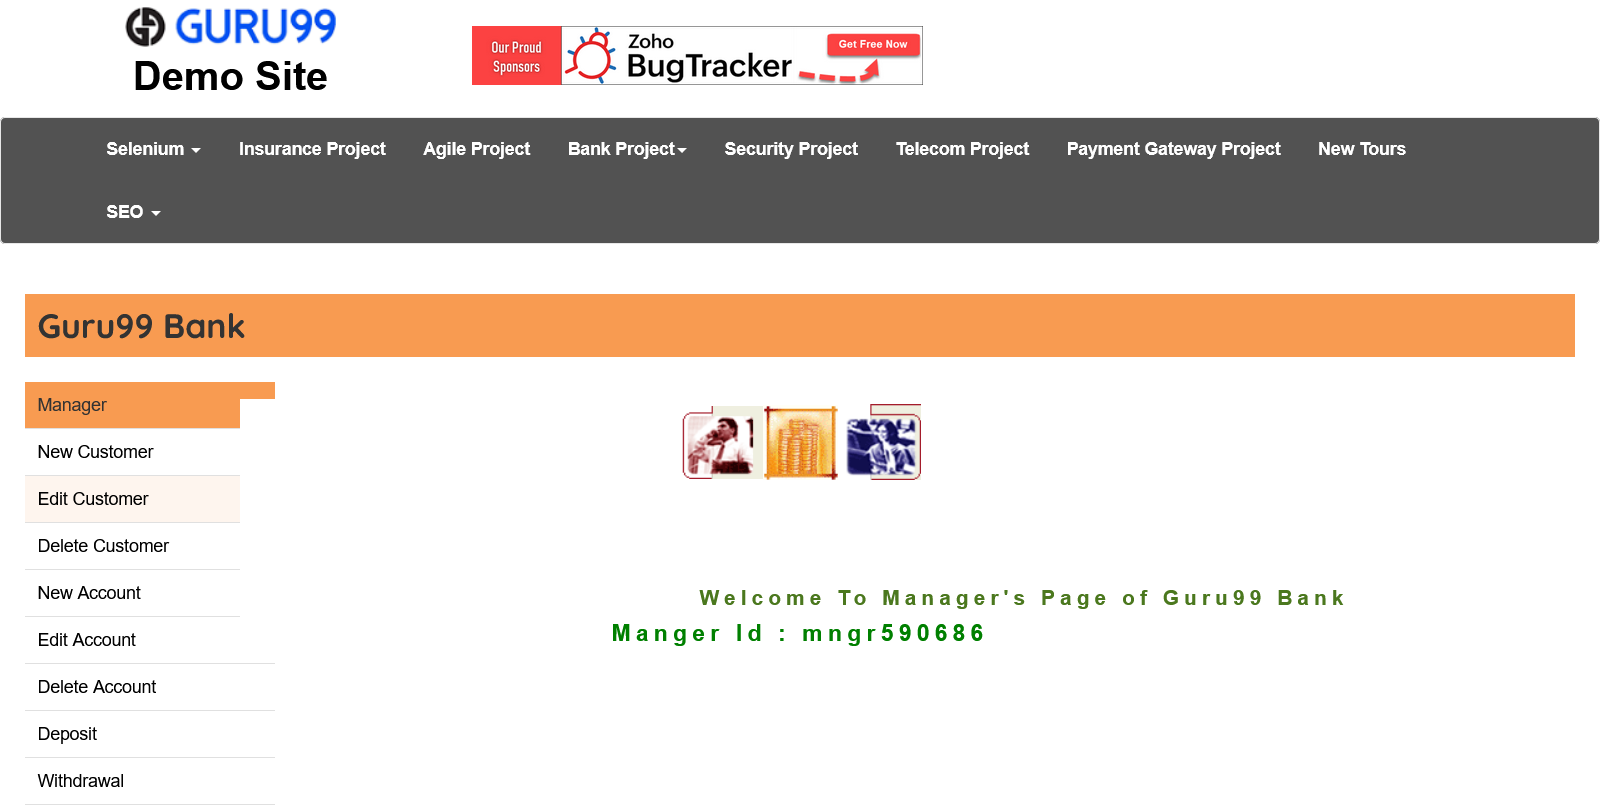 GURU99
Demo Site
Our Proud
Sponsors
Zoho
BugTracker
Get Free Now
Selenium Insurance Project Agile Project Bank Project Security Project Telecom Project Payment Gateway Project New Tours
SEO
Guru99 Bank
Manager
New Customer
Edit Customer
Delete Customer
New Account
Edit Account
Delete Account
Deposit
Withdrawal
Welcome To Manager's Page of Guru99 Bank
Manger Id : mngr590686